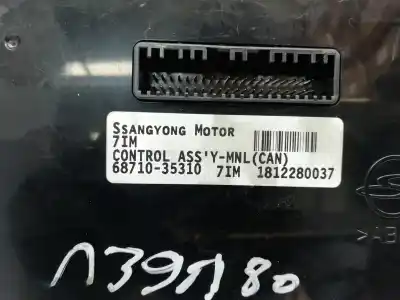 SSANGYONG MOTOR
7IM
CONTROL ASS'Y-MNL(CAN)
68710-35310 7IM 1812280037